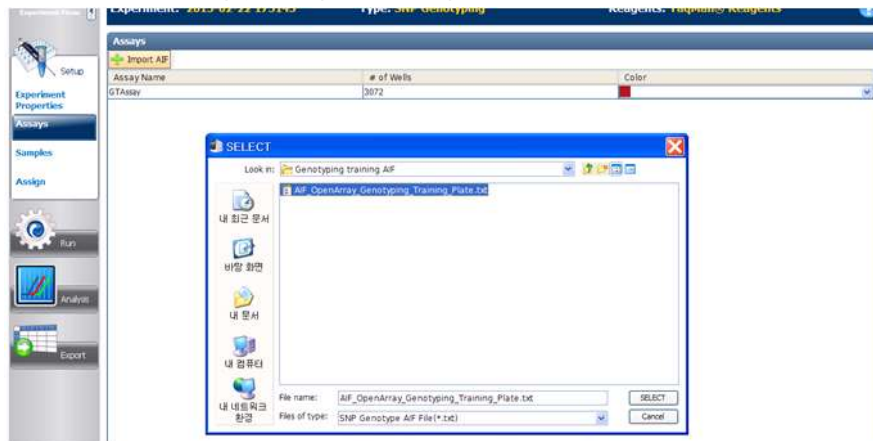 Experiment: 2013-02-22 173143 Type: SNP Genotyping Reagents: TaqMan® Reagents
Setup
Experiment
Properties
Assays
Samples
Assign
Run
Analysis
Export
Assays
Import AIF
Assay Name # of Wells Color
GTAssay 3072
SELECT
Look in: Genotyping training AIF
AIF_OpenArray_Genotyping_Training_Plate.txt
내 최근 문서
바탕 화면
내 문서
내 컴퓨터
내 네트워크
환경
File name: AIF_OpenArray_Genotyping_Training_Plate.txt SELECT
Files of type: SNP Genotype AIF File(*.txt) Cancel